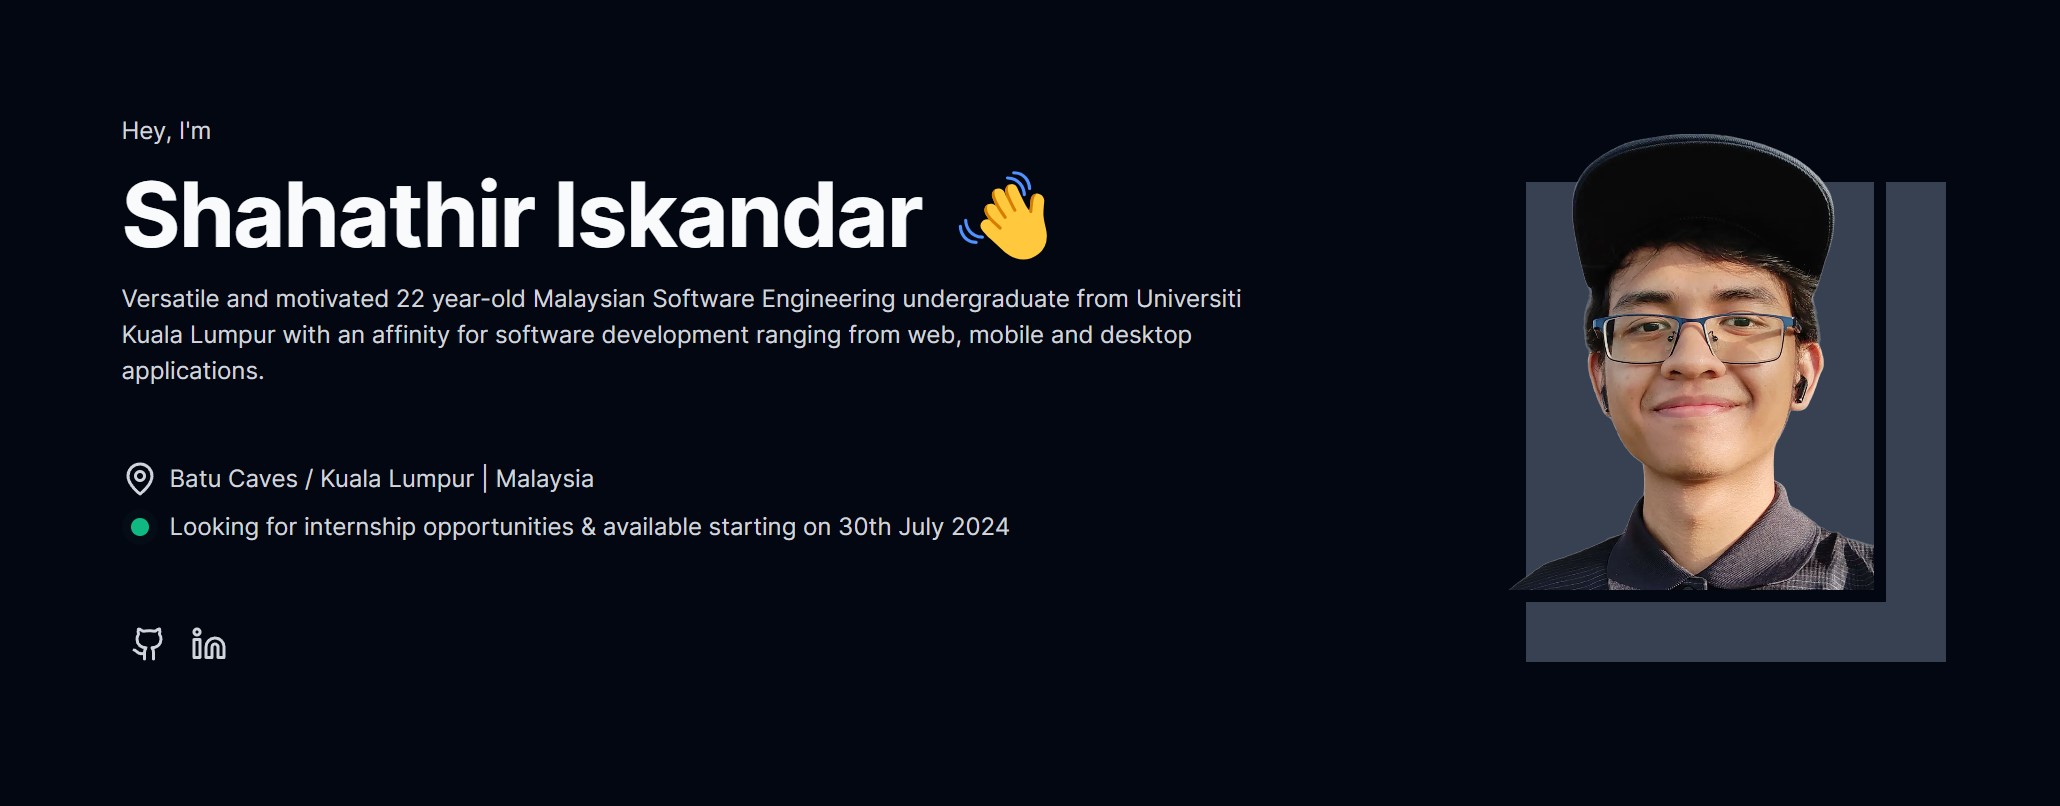 Hey, I'm
Shahathir Iskandar 👋
Versatile and motivated 22 year-old Malaysian Software Engineering undergraduate from Universiti
Kuala Lumpur with an affinity for software development ranging from web, mobile and desktop
applications.
Batu Caves / Kuala Lumpur | Malaysia
Looking for internship opportunities & available starting on 30th July 2024
in